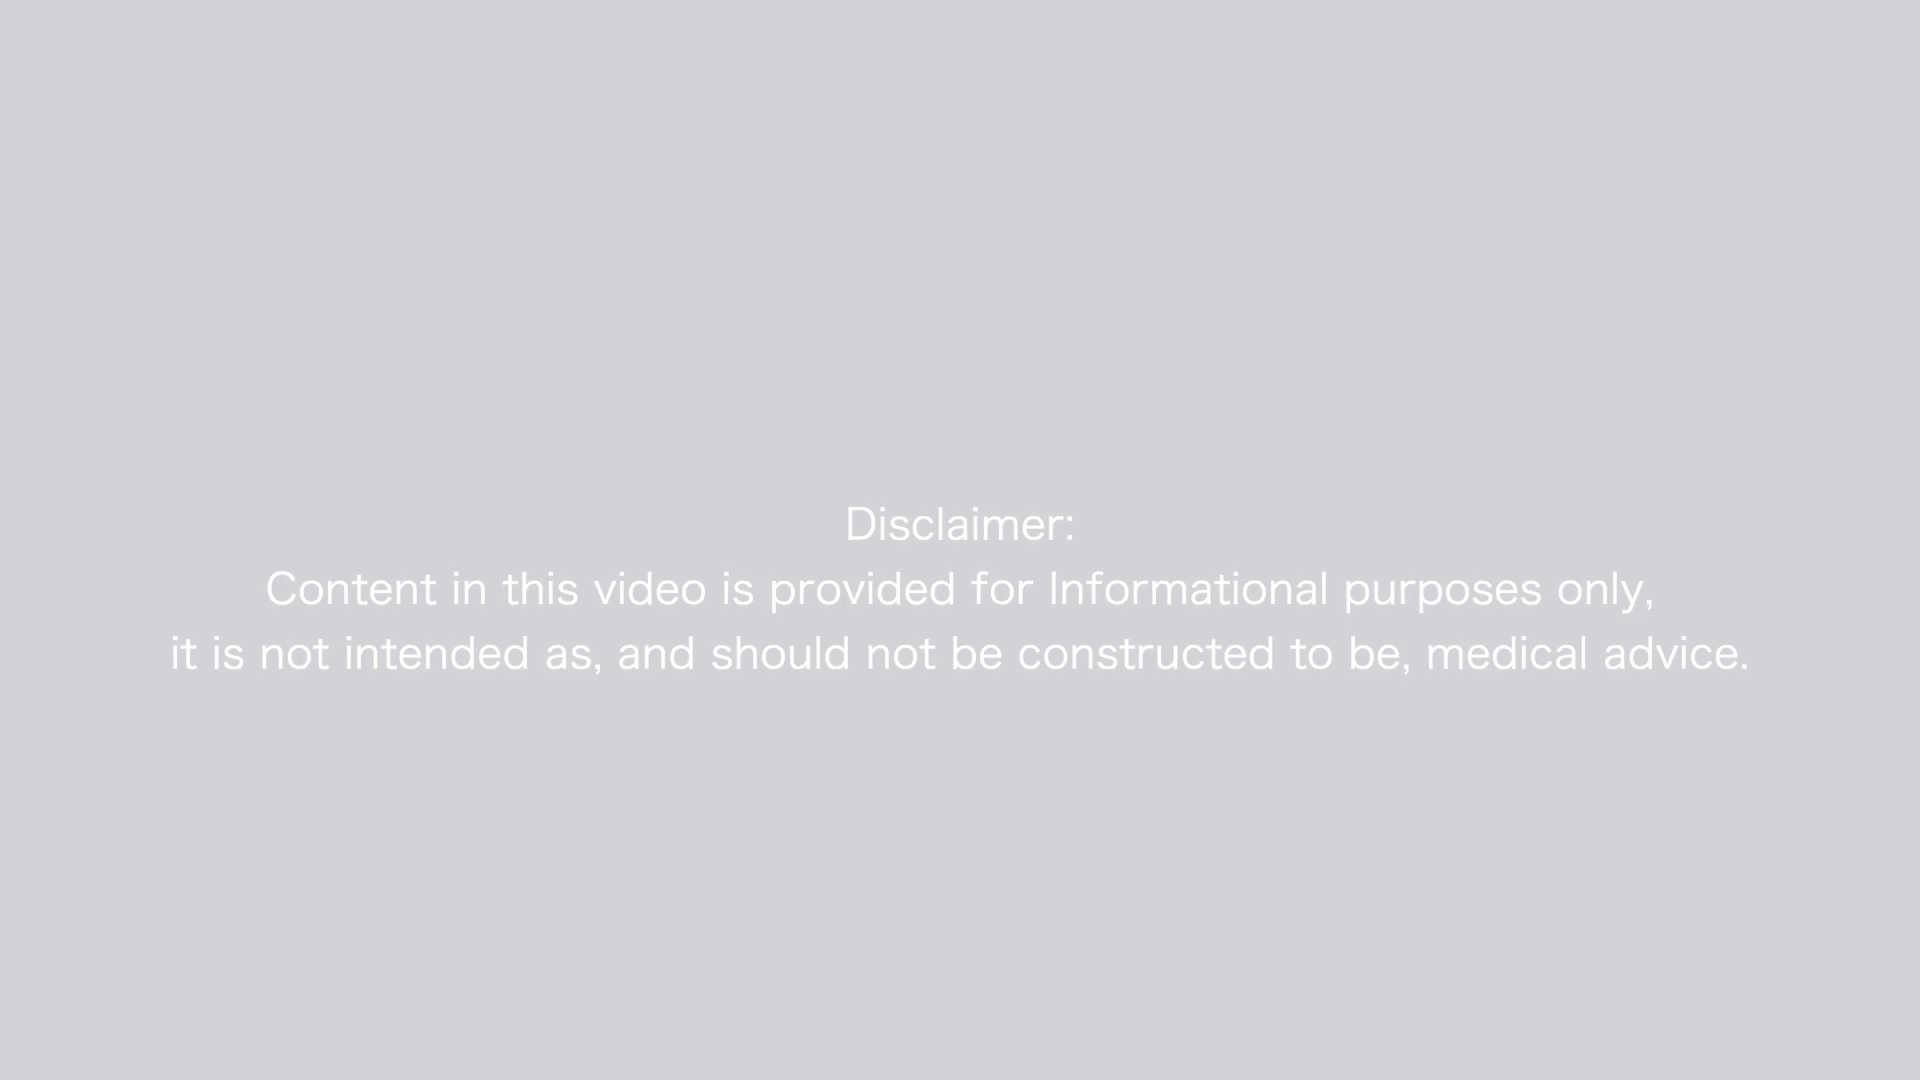 Disclaimer:
Content in this video is provided for Informational purposes only,
it is not intended as, and should not be constructed to be, medical advice.